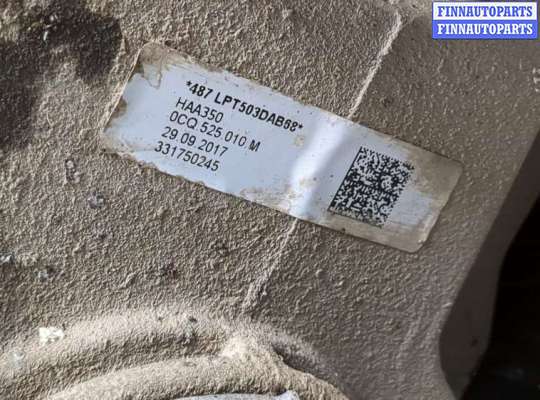 FINNAUTOPARTS
FINNAUTOPARTS
*487 LPT503DAB68*
HAA350
0CQ 525 010 M
29 09 2017
331750245